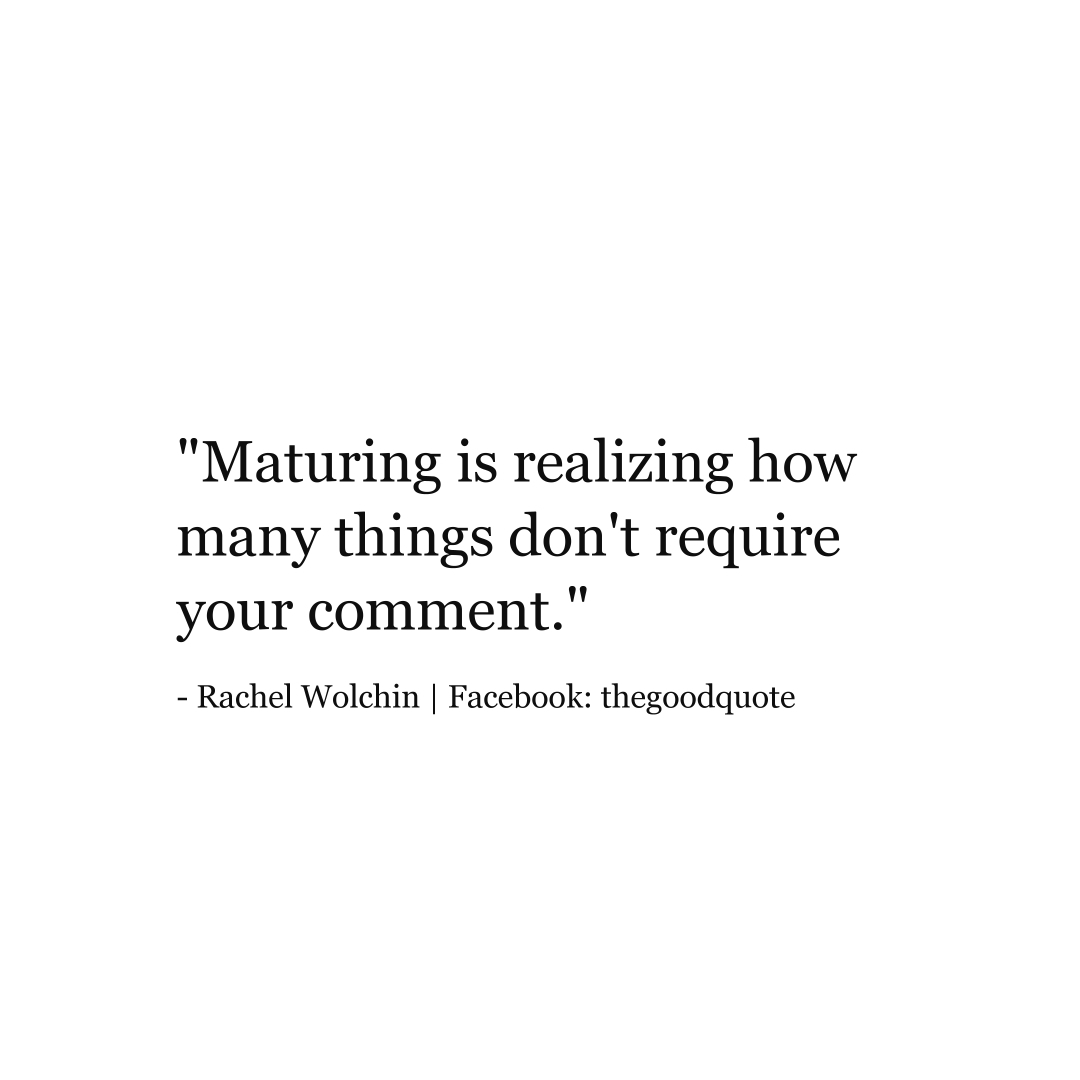 "Maturing is realizing how
many things don't require
your comment."
- Rachel Wolchin | Facebook: thegoodquote